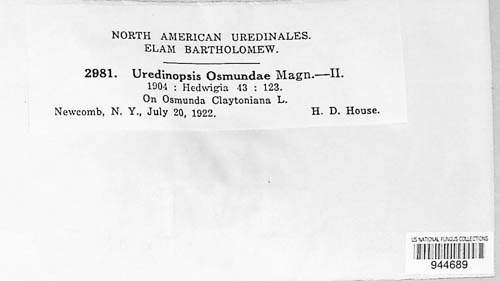 NORTH AMERICAN UREDINALES.
ELAM BARTHOLOMEW.
2981. Uredinopsis Osmundae Magn.—II.
1904 : Hedwigia 43 : 123.
On Osmunda Claytoniana L.
Newcomb, N. Y., July 20, 1922. H. D. House.
US NATIONAL FUNGUS COLLECTIONS
944689